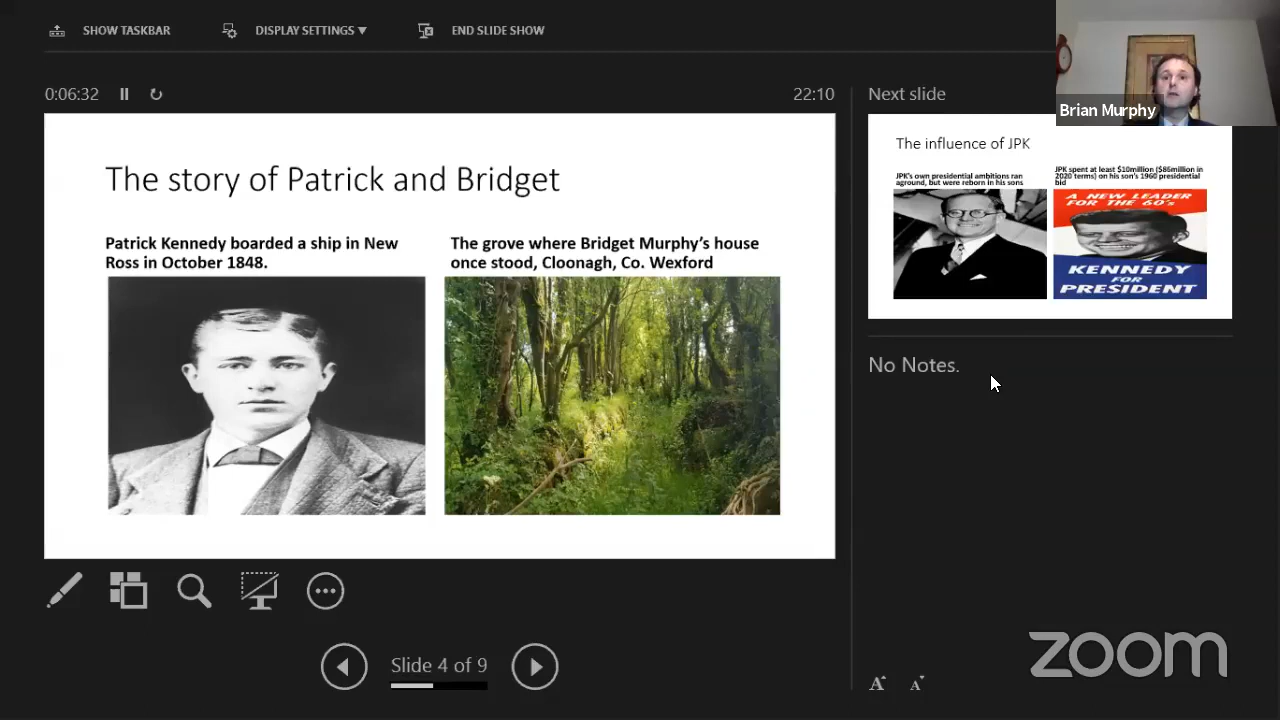 SHOW TASKBAR
DISPLAY SETTINGS
END SLIDE SHOW
Brian Murphy
0:06:32
22:10
Next slide
The story of Patrick and Bridget
Patrick Kennedy boarded a ship in New
Ross in October 1848.
The grove where Bridget Murphy's house
once stood, Cloonagh, Co. Wexford
The influence of JPK
JPK's own presidential ambitions ran
aground, but were reborn in his sons
JPK spent at least $10million ($86million in
2020 terms) on his son's 1960 presidential
bid
A NEW LEADER
FOR THE 60's
KENNEDY
FOR
PRESIDENT
No Notes.
Slide 4 of 9
A A
zoom